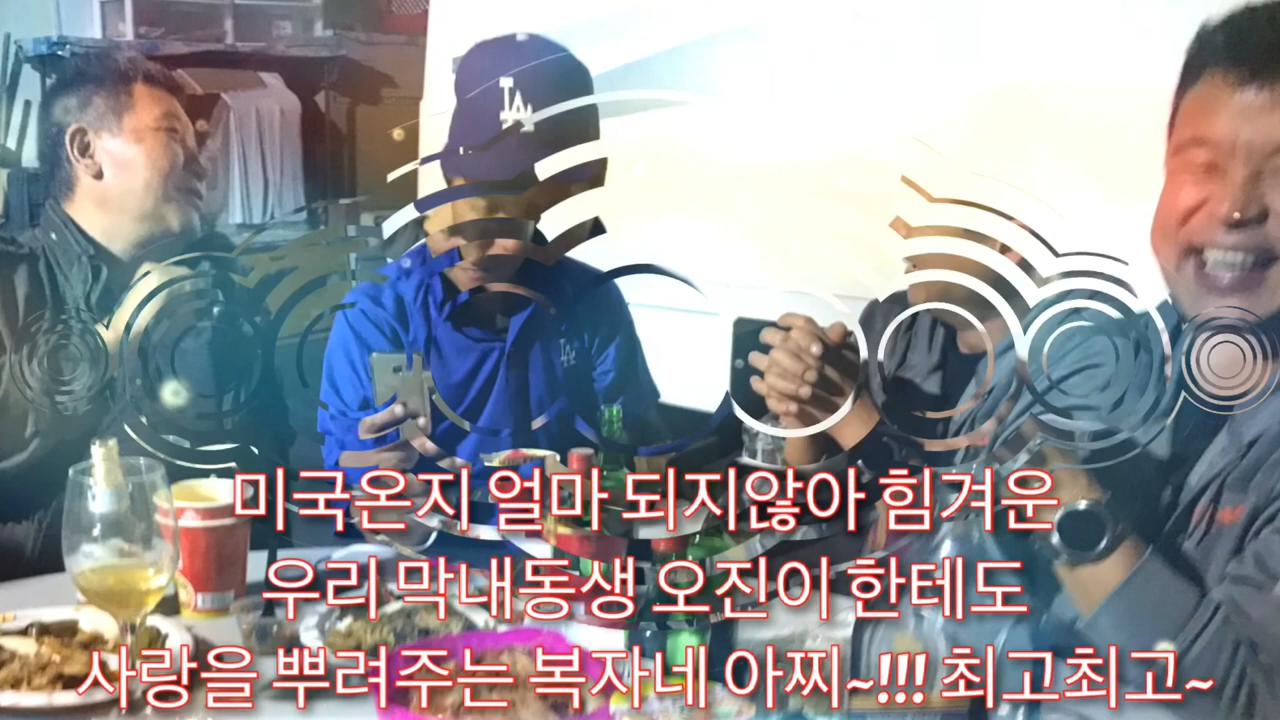 LA
LA
미국온지 얼마 되지않아 힘겨운
우리 막내동생 오진이 한테도
사랑을 뿌려주는 복자네 아찌~!!! 최고최고~